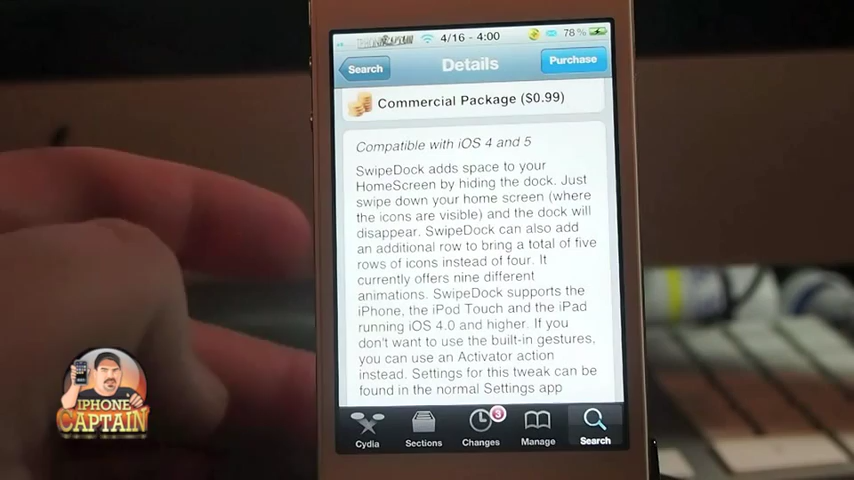 4/16 - 4:00
78%
Search
Details
Purchase
Commercial Package ($0.99)
Compatible with iOS 4 and 5
SwipeDock adds space to your
HomeScreen by hiding the dock. Just
swipe down your home screen (where
the icons are visible) and the dock will
disappear. SwipeDock can also add
an additional row to bring a total of five
rows of icons instead of four. It
currently offers nine different
animations. SwipeDock supports the
iPhone, the iPod Touch and the iPad
running iOS 4.0 and higher. If you
don't want to use the built-in gestures,
you can use an Activator action
instead. Settings for this tweak can be
found in the normal Settings app
3
Cydia
Sections
Changes
Manage
Search
IPHONE
CAPTAIN